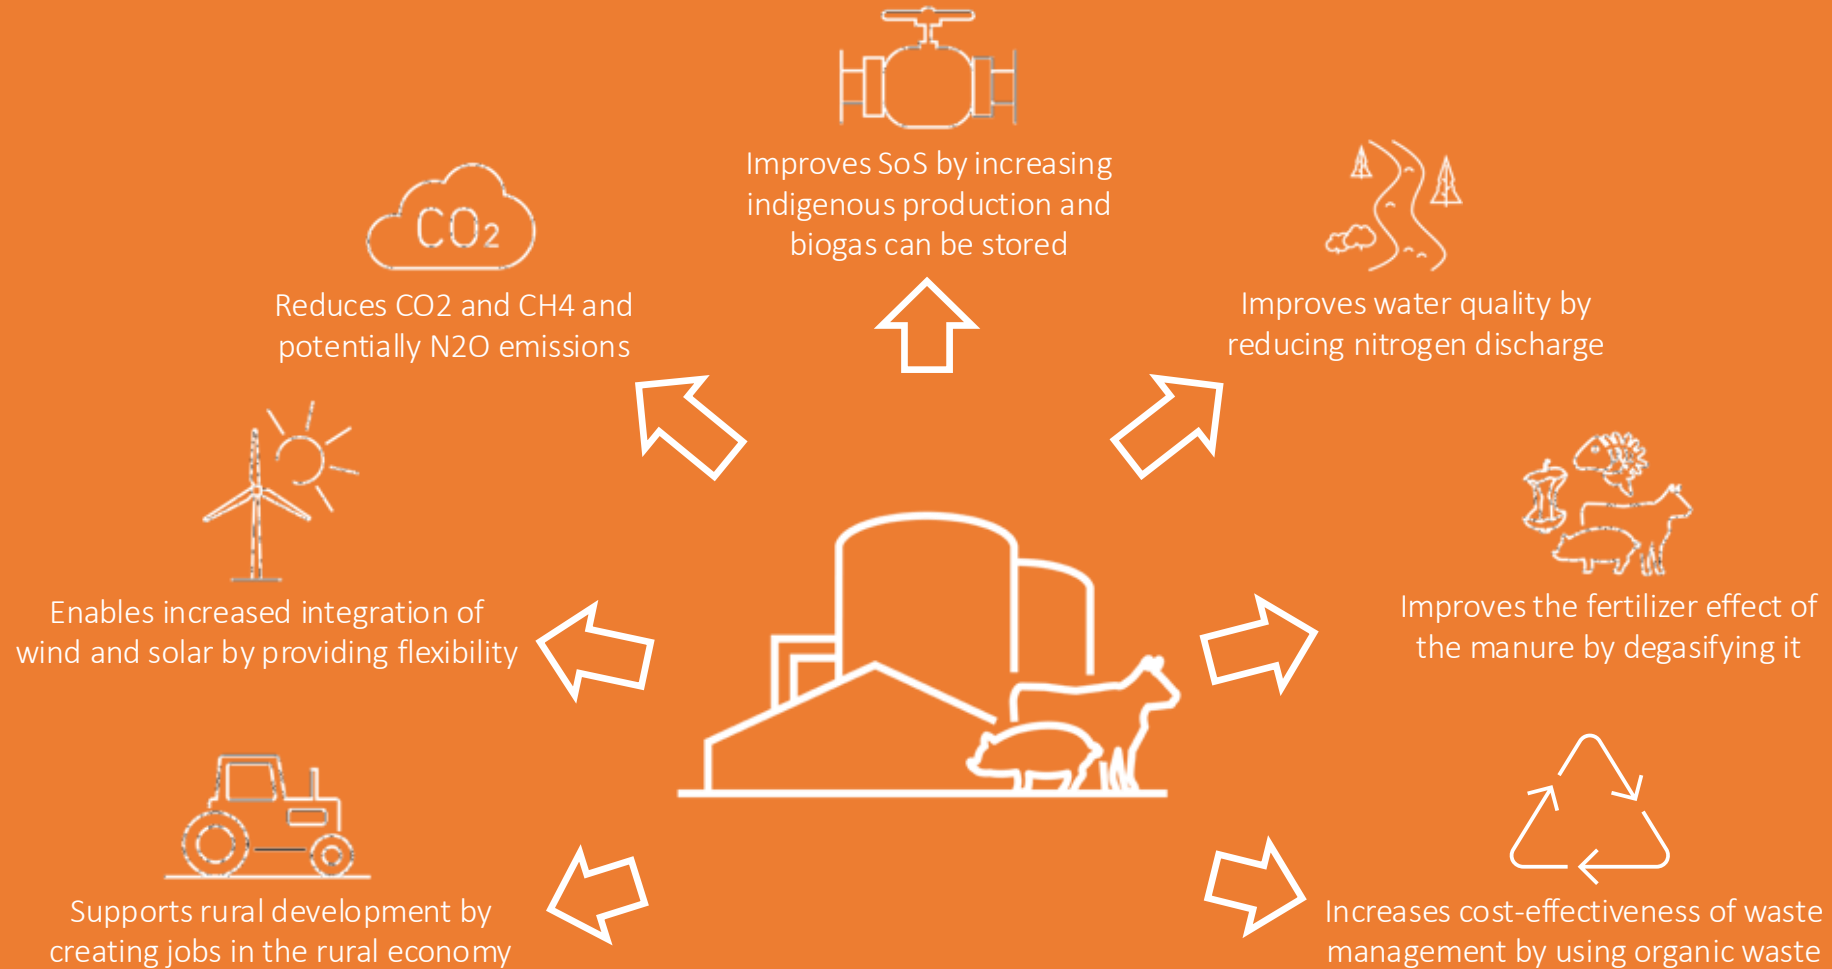 Improves SoS by increasing
indigenous production and
biogas can be stored
CO2
Reduces CO2 and CH4 and
potentially N2O emissions
Improves water quality by
reducing nitrogen discharge
Enables increased integration of
wind and solar by providing flexibility
Improves the fertilizer effect of
the manure by degasifying it
Supports rural development by
creating jobs in the rural economy
Increases cost-effectiveness of waste
management by using organic waste